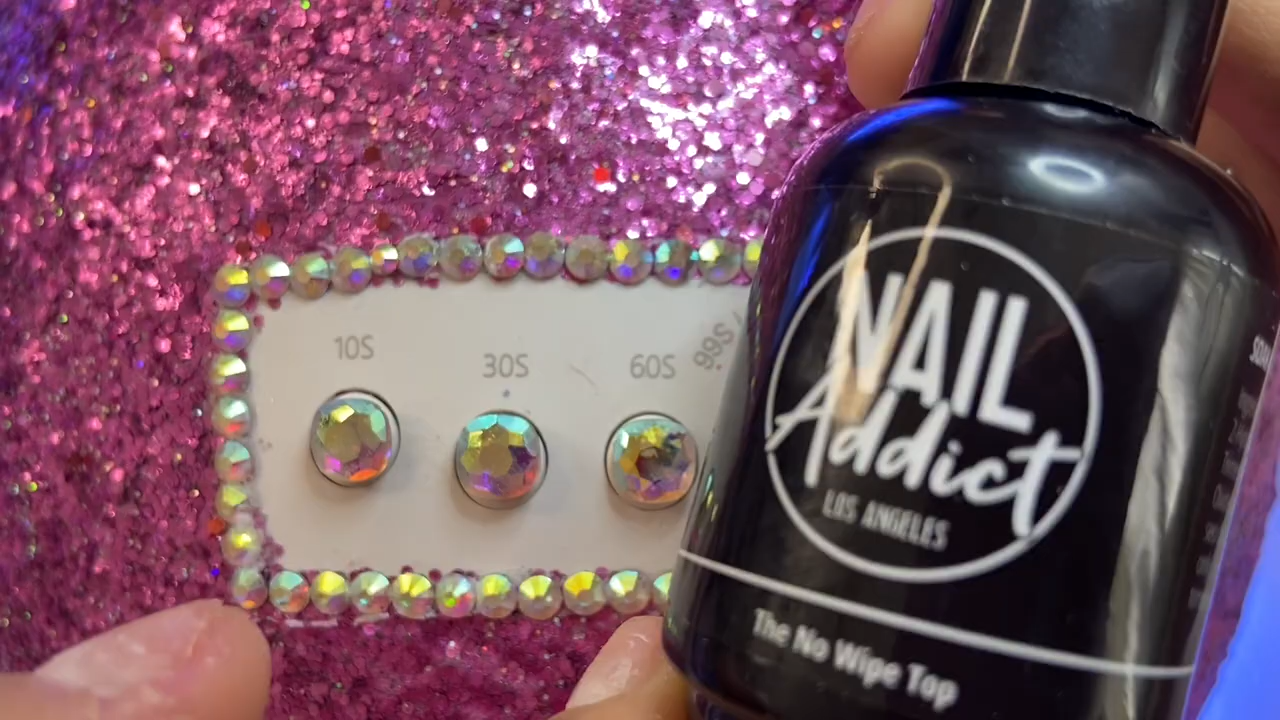 10S
30S
60S
99S
NAIL
Addict
LOS ANGELES
The No Wipe Top